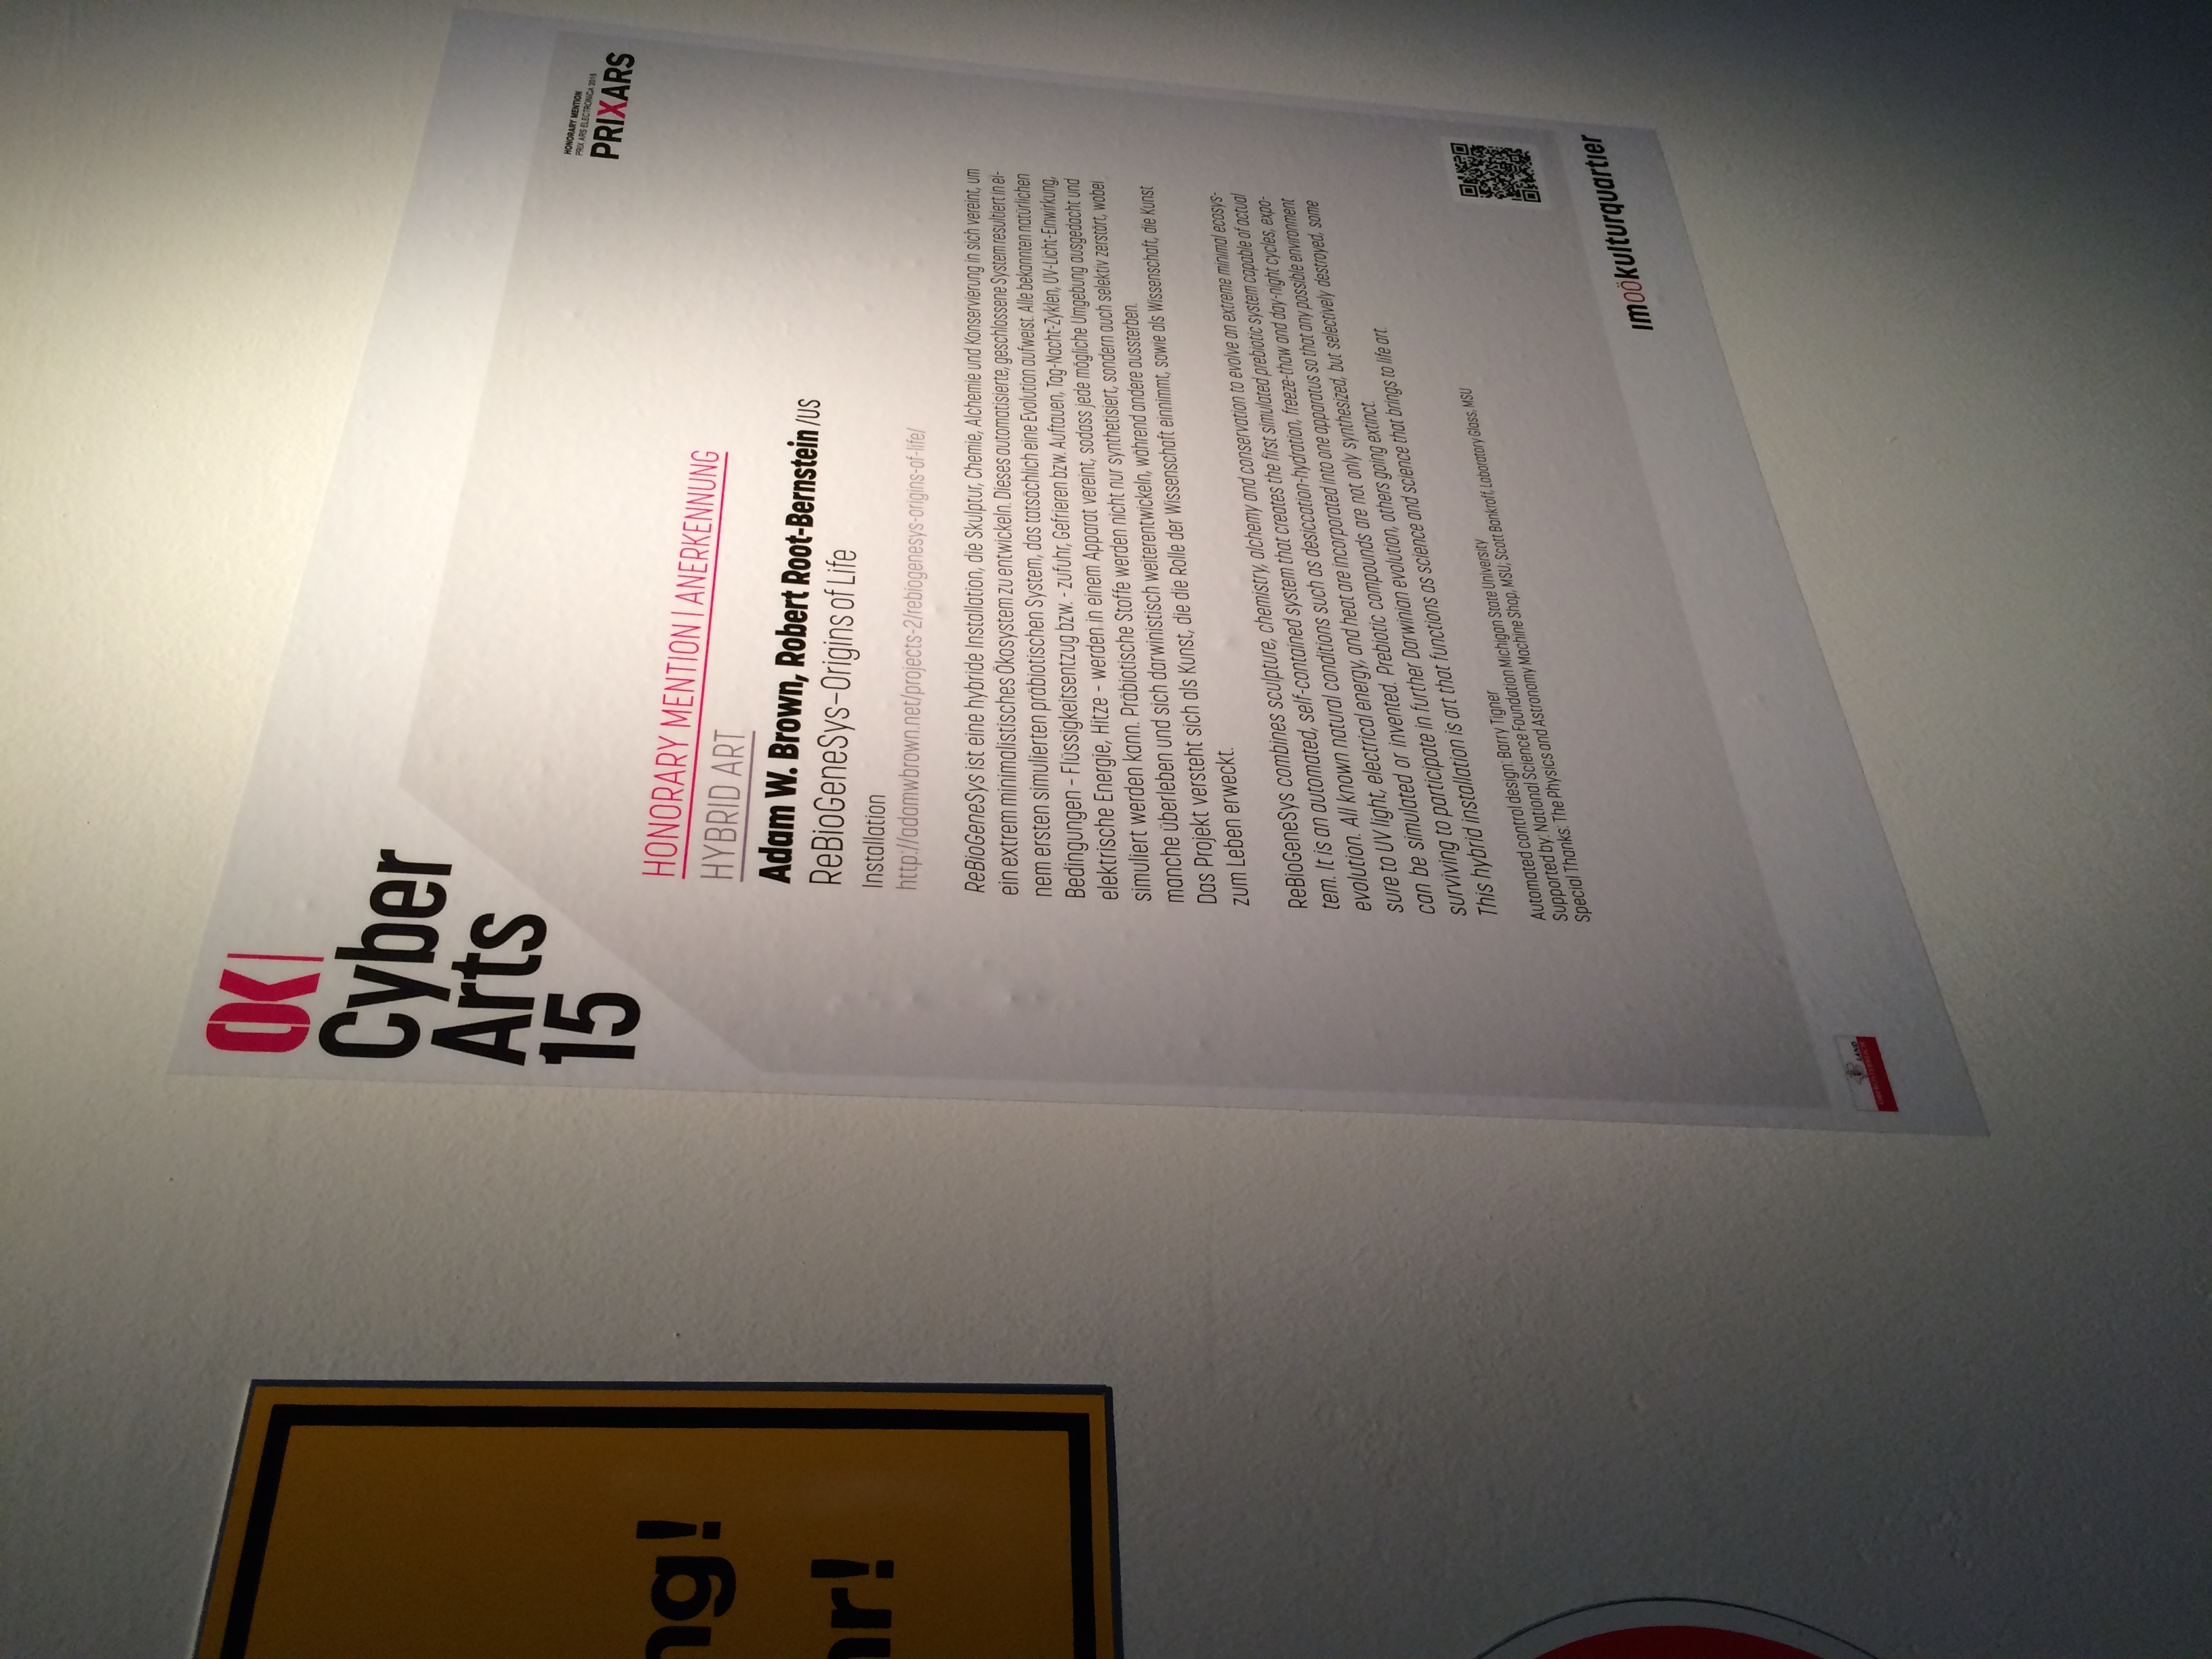 OK|
Cyber
Arts
15
HONORARY MENTION
PRIX ARS ELECTRONICA 2015
PRIXARS
HONORARY MENTION | ANERKENNUNG
HYBRID ART
Adam W. Brown, Robert Root-Bernstein /US
ReBioGeneSys–Origins of Life
Installation
http://adamwbrown.net/projects-2/rebiogenesys-origins-of-life/
ReBioGeneSys ist eine hybride Installation, die Skulptur, Chemie, Alchemie und Konservierung in sich vereint, um
ein extrem minimalistisches Ökosystem zu entwickeln. Dieses automatisierte, geschlossene System resultiert in ei-
nem ersten simulierten präbiotischen System, das tatsächlich eine Evolution aufweist. Alle bekannten natürlichen
Bedingungen – Flüssigkeitsentzug bzw. - zufuhr, Gefrieren bzw. Auftauen, Tag-Nacht-Zyklen, UV-Licht-Einwirkung,
elektrische Energie, Hitze – werden in einem Apparat vereint, sodass jede mögliche Umgebung ausgedacht und
simuliert werden kann. Präbiotische Stoffe werden nicht nur synthetisiert, sondern auch selektiv zerstört, wobei
manche überleben und sich darwinistisch weiterentwickeln, während andere aussterben.
Das Projekt versteht sich als Kunst, die die Rolle der Wissenschaft einnimmt, sowie als Wissenschaft, die Kunst
zum Leben erweckt.
ReBioGeneSys combines sculpture, chemistry, alchemy and conservation to evolve an extreme minimal ecosys-
tem. It is an automated, self-contained system that creates the first simulated prebiotic system capable of actual
evolution. All known natural conditions such as desiccation-hydration, freeze-thaw and day-night cycles, expo-
sure to UV light, electrical energy, and heat are incorporated into one apparatus so that any possible environment
can be simulated or invented. Prebiotic compounds are not only synthesized, but selectively destroyed, some
surviving to participate in further Darwinian evolution, others going extinct.
This hybrid installation is art that functions as science and science that brings to life art.
Automated control design: Barry Tigner
Supported by: National Science Foundation Michigan State University
Special Thanks: The Physics and Astronomy Machine Shop, MSU; Scott Bankroff, Laboratory Glass, MSU
imOÖkulturquartier
LAND
OBERÖSTERREICH
ng!
hr!